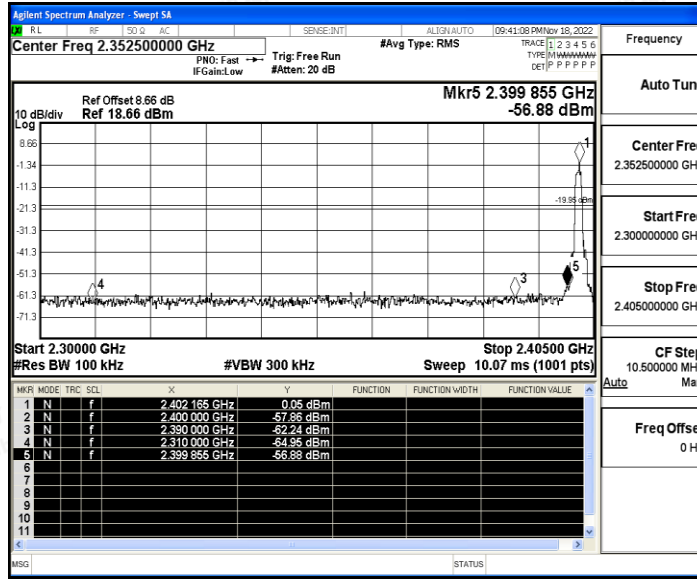 Agilent Spectrum Analyzer - Swept SA
RL RF 50 Ω AC SENSE:INT ALIGN AUTO 09:41:08 PM Nov 18, 2022
Center Freq 2.352500000 GHz #Avg Type: RMS TRACE 1 2 3 4 5 6
PNO: Fast Trig: Free Run TYPE
IFGain:Low #Atten: 20 dB DET P P P P P P
Frequency
Auto Tun
Mkr5 2.399 855 GHz
Ref Offset 8.66 dB
10 dB/div Ref 18.66 dBm -56.88 dBm
Log
8.66
-1.34
-11.3
-21.3
-31.3
-41.3
-51.3
-61.3
-71.3
1
-19.95 dBm
5
3
4
Center Fre
2.352500000 GH
Start Fre
2.300000000 GH
Stop Fre
2.405000000 GH
Start 2.30000 GHz Stop 2.40500 GHz
#Res BW 100 kHz #VBW 300 kHz Sweep 10.07 ms (1001 pts)
CF Step
10.500000 MH
Auto Ma
Freq Offse
0 H
MKR MODE TRC SCL X Y FUNCTION FUNCTION WIDTH FUNCTION VALUE
1 N f 2.402 165 GHz 0.05 dBm
2 N f 2.400 000 GHz -57.86 dBm
3 N f 2.390 000 GHz -62.24 dBm
4 N f 2.310 000 GHz -64.95 dBm
5 N f 2.399 855 GHz -56.88 dBm
6
7
8
9
10
11
MSG STATUS